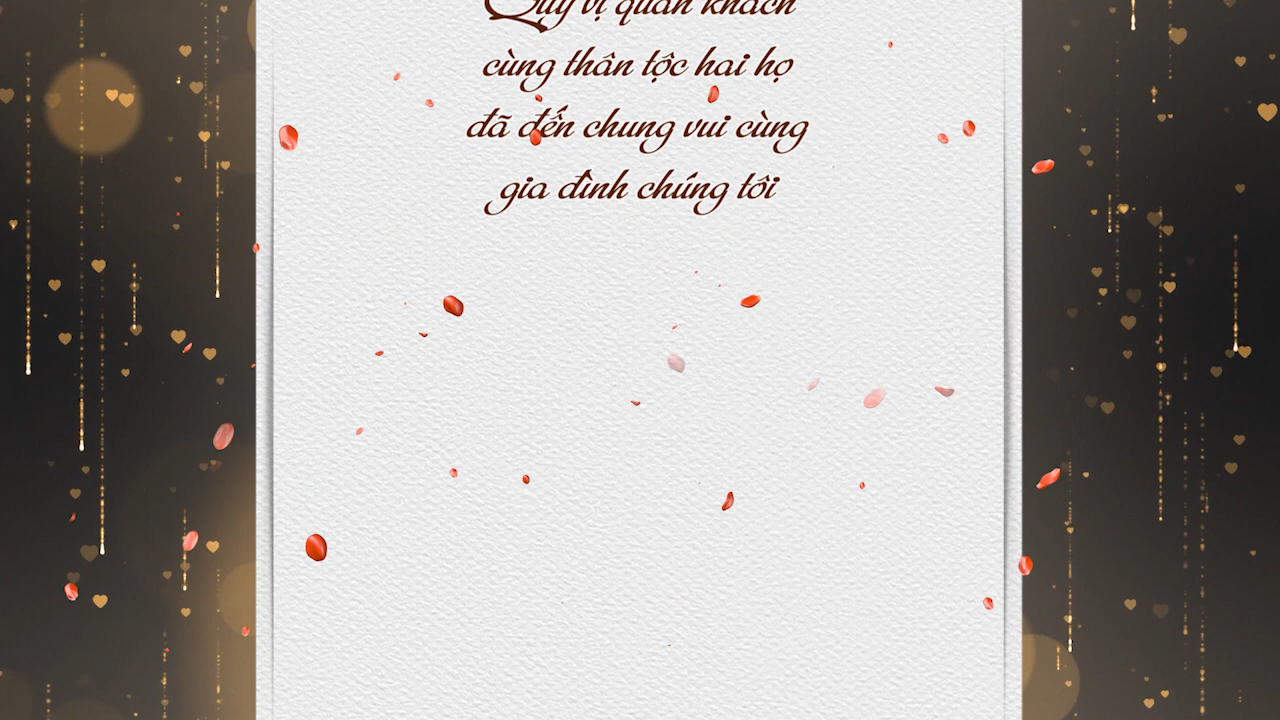 Quý vị quan khách
cùng thân tộc hai họ
đã đến chung vui cùng
gia đình chúng tôi